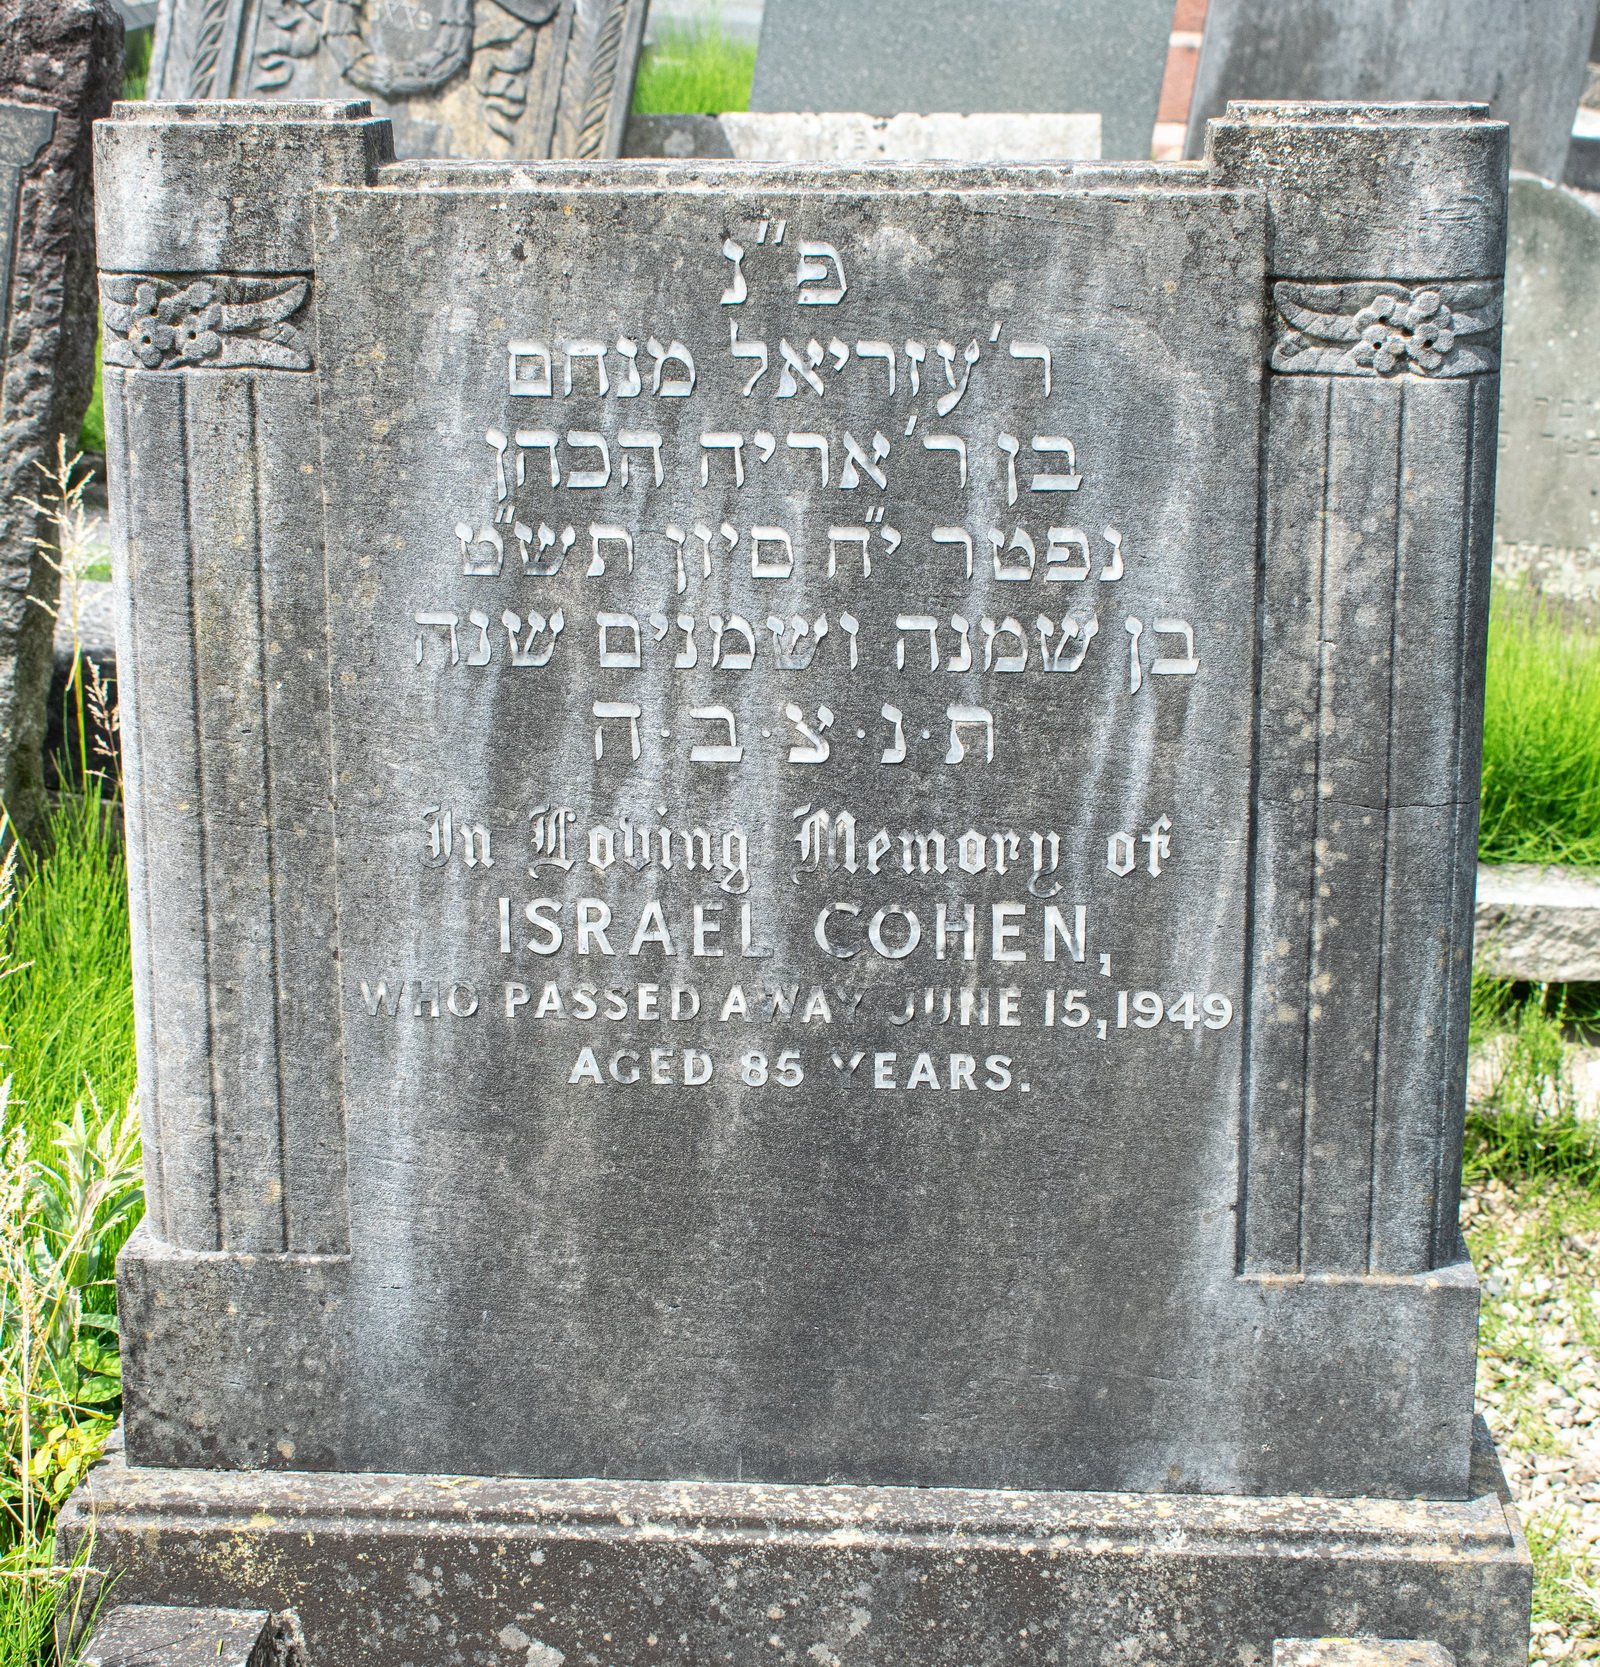 פ"נ
ר' עזריאל מנחם
בן ר' אריה הכהן
נפטר י"ח סיון תש"ט
בן שמנה ושמנים שנה
ת·נ·צ·ב·ה
In Loving Memory of
ISRAEL COHEN,
WHO PASSED AWAY JUNE 15, 1949
AGED 85 YEARS.